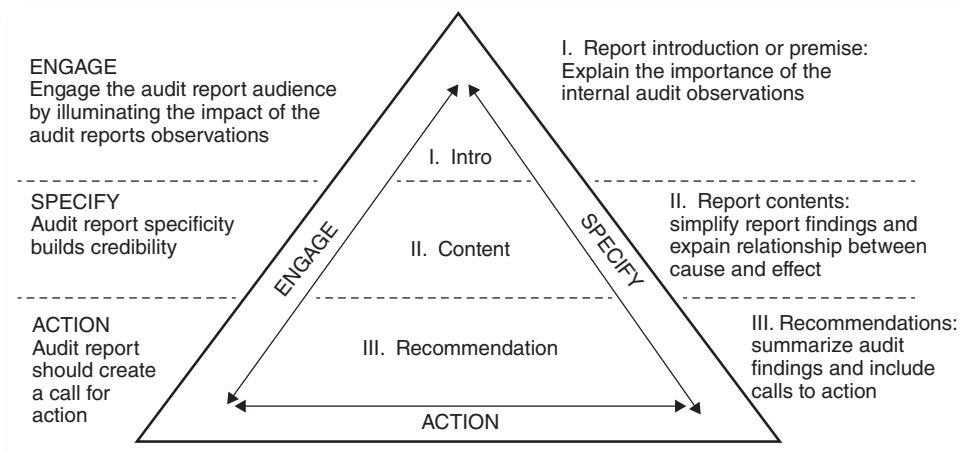 ENGAGE
Engage the audit report audience
by illuminating the impact of the
audit reports observations
I. Report introduction or premise:
Explain the importance of the
internal audit observations
I. Intro
SPECIFY
Audit report specificity
builds credibility
ENGAGE
II. Content
SPECIFY
II. Report contents:
simplify report findings and
expain relationship between
cause and effect
ACTION
Audit report
should create
a call for
action
III. Recommendation
III. Recommendations:
summarize audit
findings and include
calls to action
ACTION